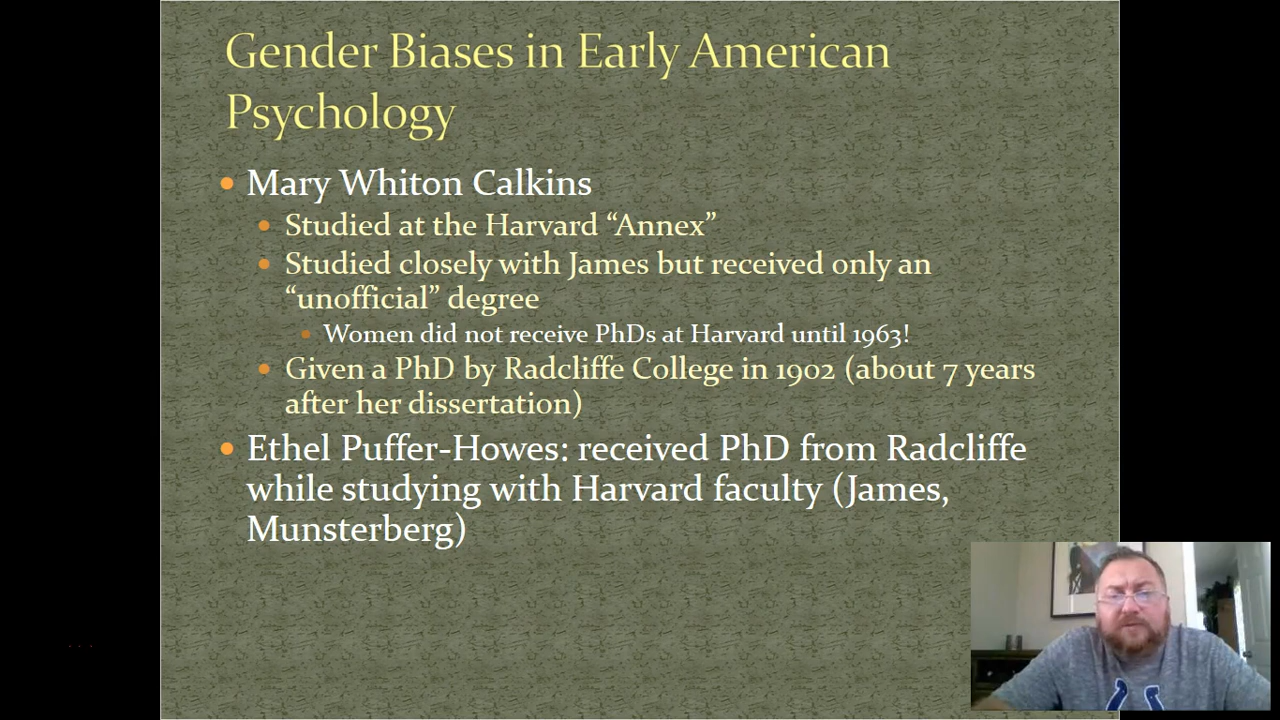 Gender Biases in Early American
Psychology
Mary Whiton Calkins
Studied at the Harvard “Annex”
Studied closely with James but received only an
“unofficial” degree
Women did not receive PhDs at Harvard until 1963!
Given a PhD by Radcliffe College in 1902 (about 7 years
after her dissertation)
Ethel Puffer-Howes: received PhD from Radcliffe
while studying with Harvard faculty (James,
Munsterberg)